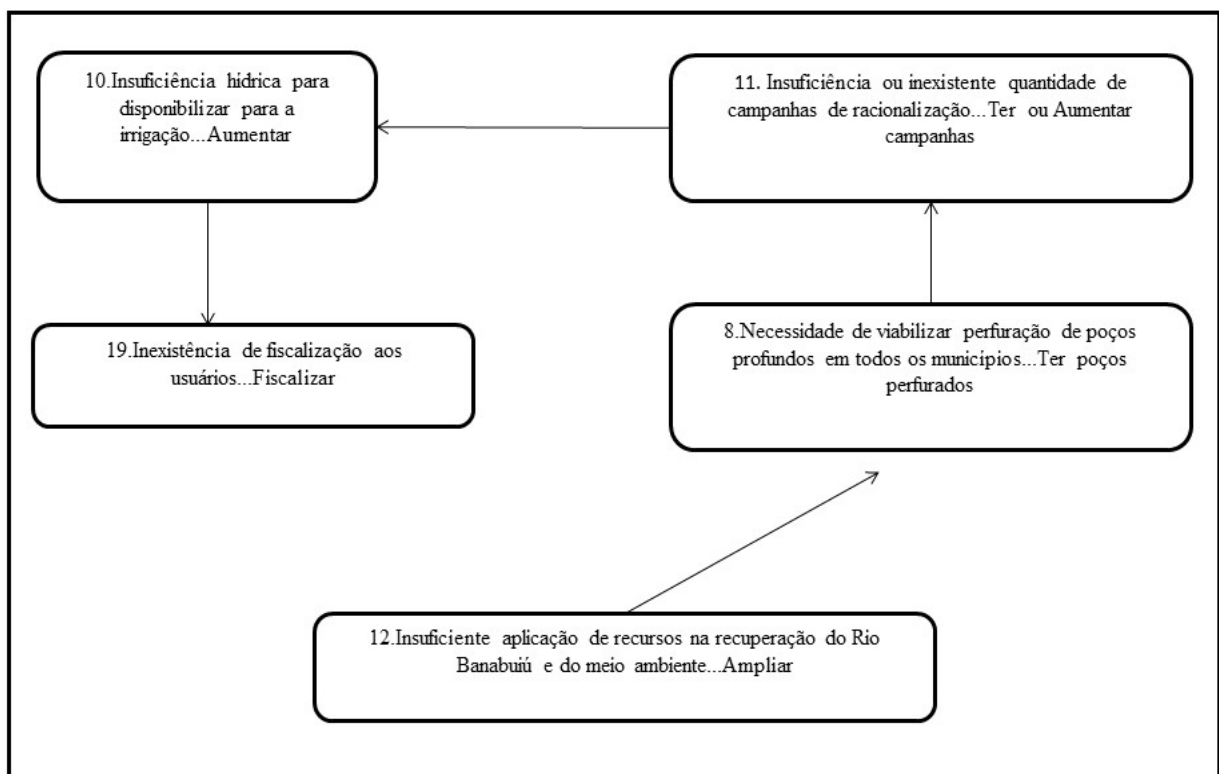 10.Insuficiência hídrica para
disponibilizar para a
irrigação...Aumentar
11. Insuficiência ou inexistente quantidade de
campanhas de racionalização...Ter ou Aumentar
campanhas
19.Inexistência de fiscalização aos
usuários...Fiscalizar
8.Necessidade de viabilizar perfuração de poços
profundos em todos os municípios...Ter poços
perfurados
12.Insuficiente aplicação de recursos na recuperação do Rio
Banabuiú e do meio ambiente...Ampliar